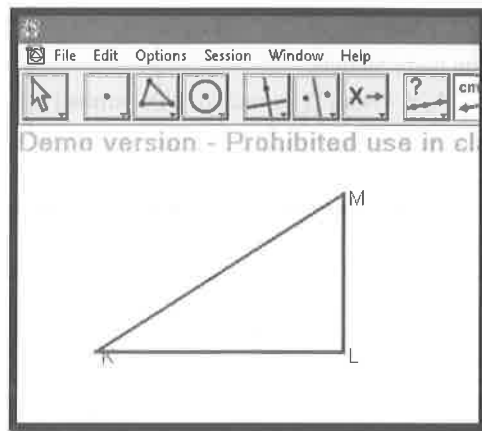 File Edit Options Session Window Help
? cm
X
Demo version - Prohibited use in cl
M
K L